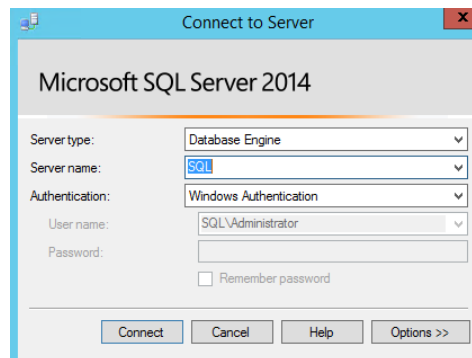 Connect to Server
x
Microsoft SQL Server 2014
Server type: Database Engine
Server name: SQL
Authentication: Windows Authentication
User name: SQL\Administrator
Password:
Remember password
Connect Cancel Help Options >>